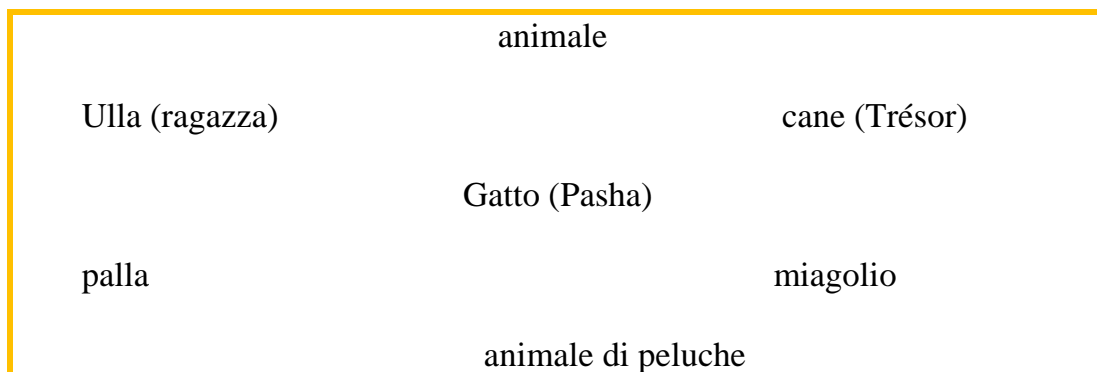 animale
Ulla (ragazza) cane (Trésor)
Gatto (Pasha)
palla miagolio
animale di peluche